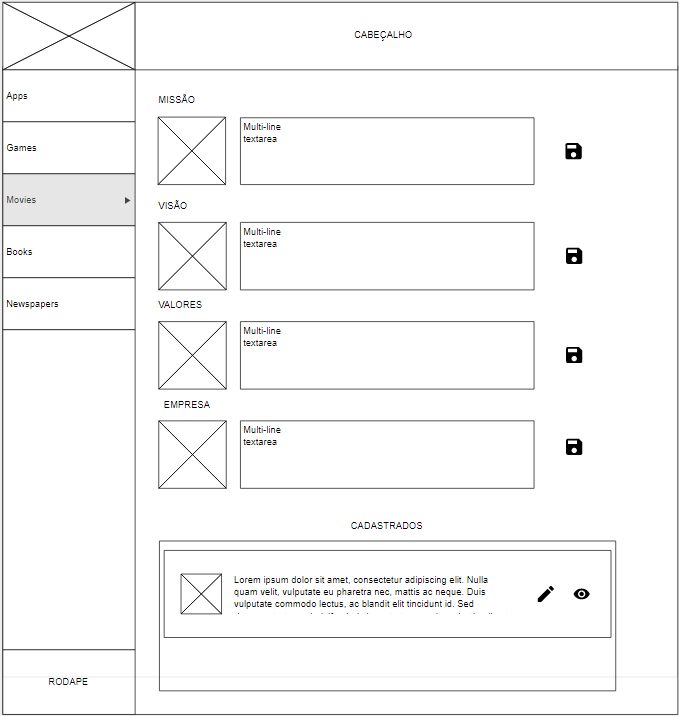 CABEÇALHO
Apps
Games
Movies
Books
Newspapers
RODAPE
MISSÃO
Multi-line
textarea
VISÃO
Multi-line
textarea
VALORES
Multi-line
textarea
EMPRESA
Multi-line
textarea
CADASTRADOS
Lorem ipsum dolor sit amet, consectetur adipiscing elit. Nulla
quam velit, vulputate eu pharetra nec, mattis ac neque. Duis
vulputate commodo lectus, ac blandit elit tincidunt id. Sed